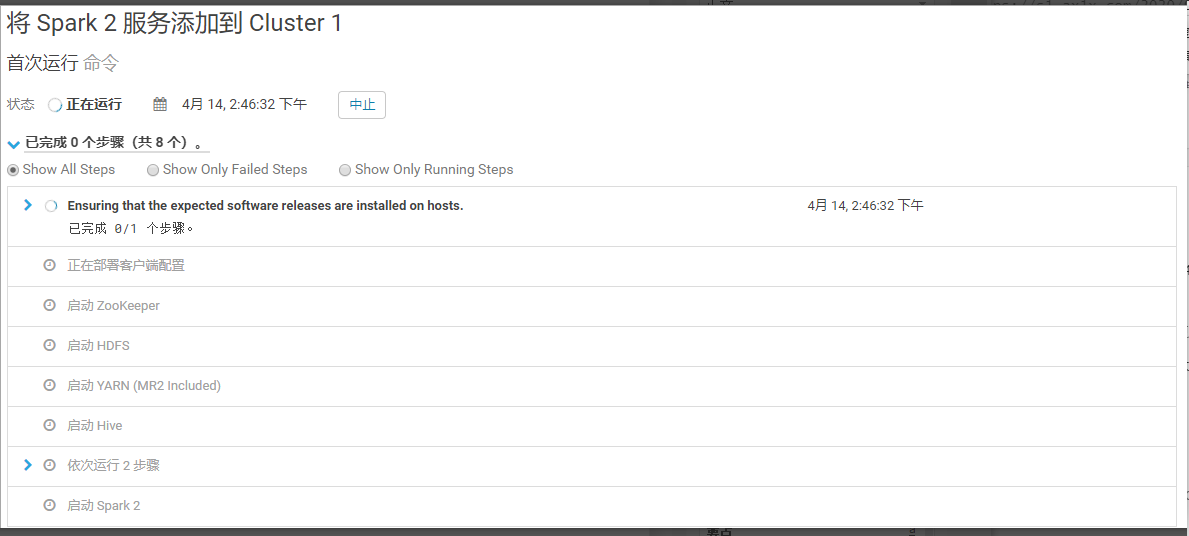 将 Spark 2 服务添加到 Cluster 1
首次运行 命令
状态 正在运行 4月 14, 2:46:32 下午 中止
已完成 0 个步骤（共 8 个）。
Show All Steps Show Only Failed Steps Show Only Running Steps
Ensuring that the expected software releases are installed on hosts. 4月 14, 2:46:32 下午
已完成 0/1 个步骤。
正在部署客户端配置
启动 ZooKeeper
启动 HDFS
启动 YARN (MR2 Included)
启动 Hive
依次运行 2 步骤
启动 Spark 2